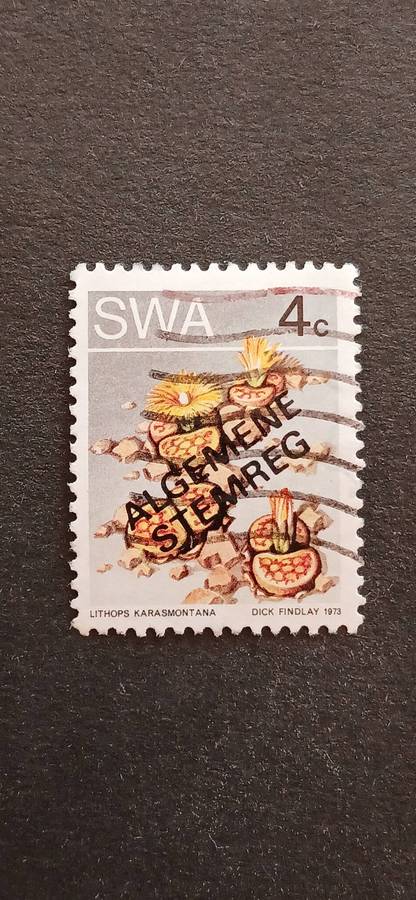 SWA 4c
ALGEMENE
STEMREG
LITHOPS KARASMONTANA DICK FINDLAY 1973